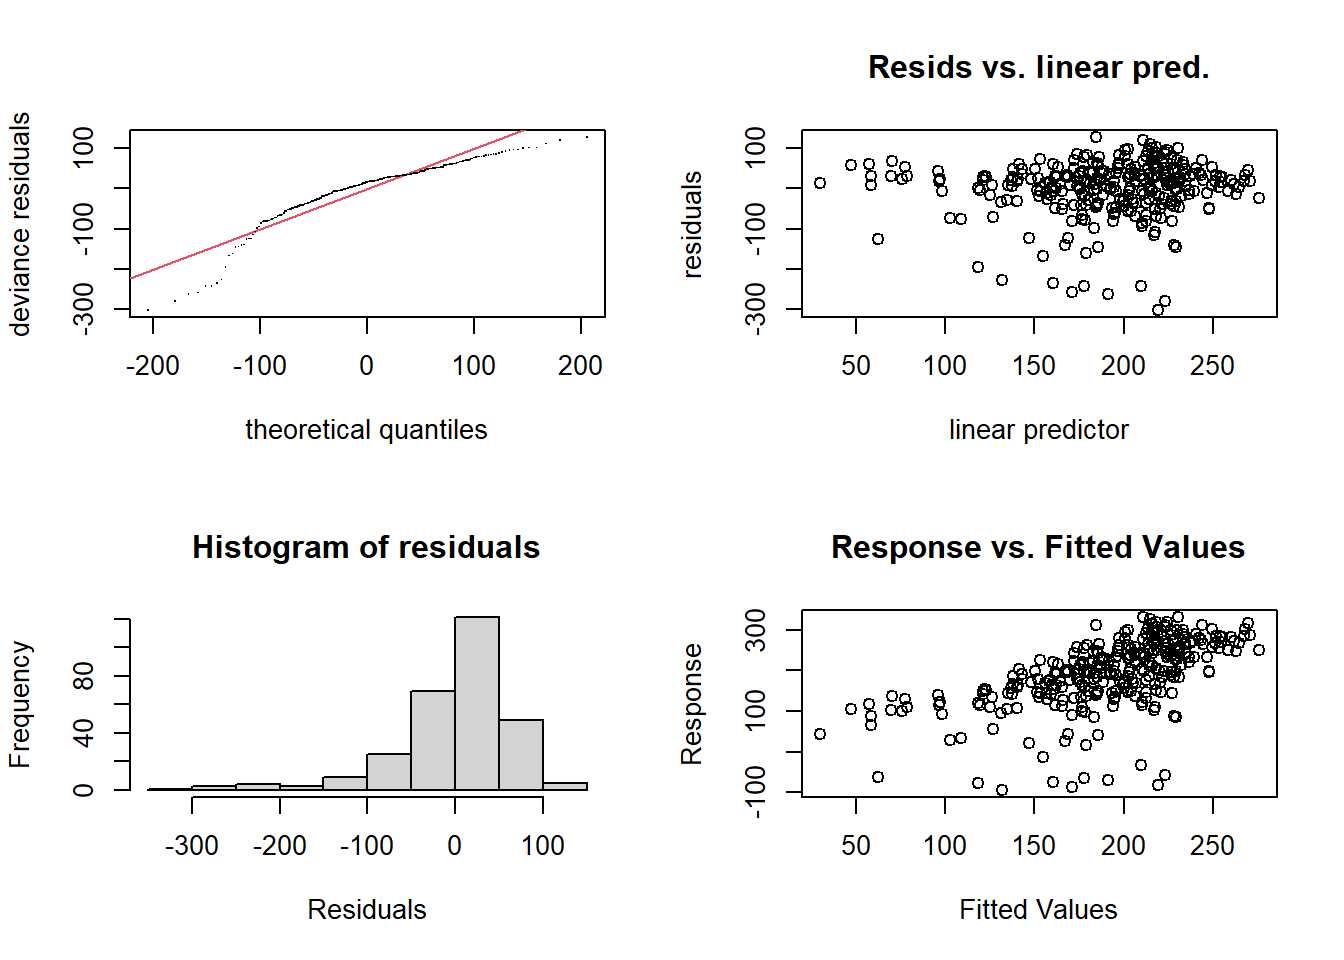 deviance residuals
100
-100
-300
-200
-100
0
100
200
theoretical quantiles
Resids vs. linear pred.
residuals
100
-100
-300
50
100
150
200
250
linear predictor
Histogram of residuals
Frequency
80
40
0
-300
-200
-100
0
100
Residuals
Response vs. Fitted Values
Response
300
100
-100
50
100
150
200
250
Fitted Values